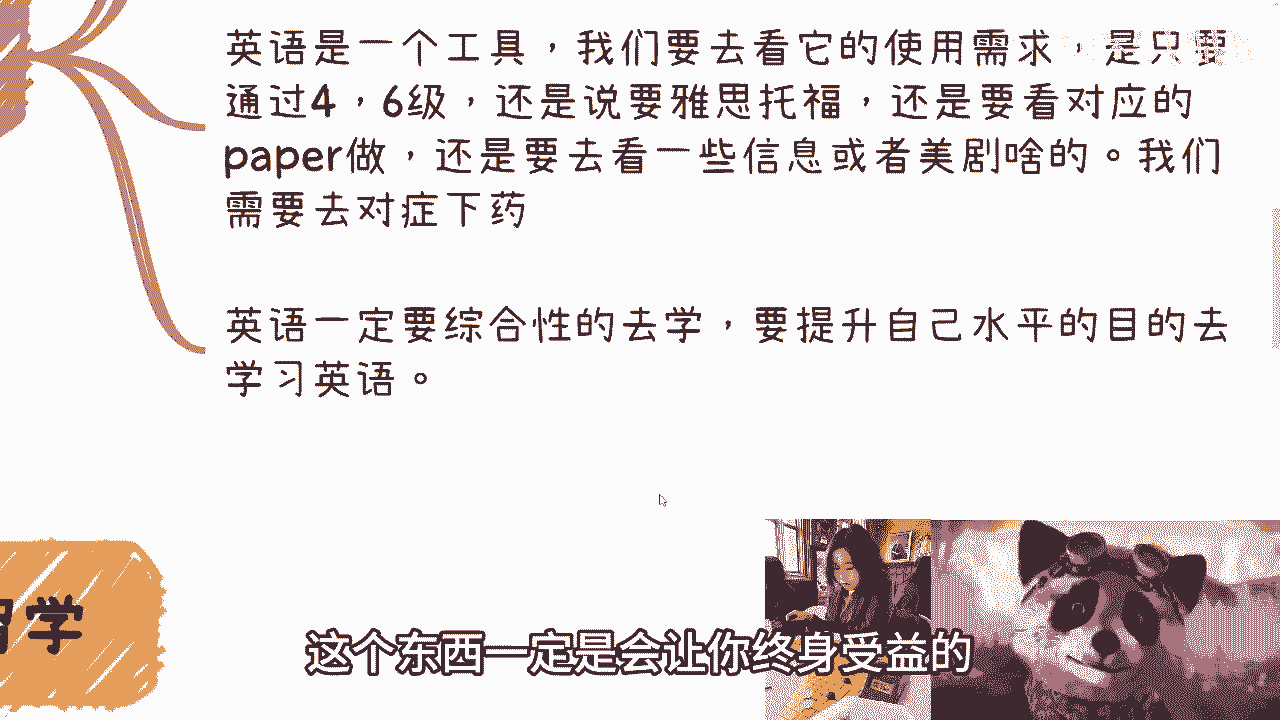 英语是一个工具，我们要去看它的使用需求，是只要
通过4，6级，还是说要雅思托福，还是要看对应的
paper做，还是要去看一些信息或者美剧啥的。我们
需要去对症下药
英语一定要综合性的去学，要提升自己水平的目的去
学习英语。
学
这个东西一定是会让你终身受益的